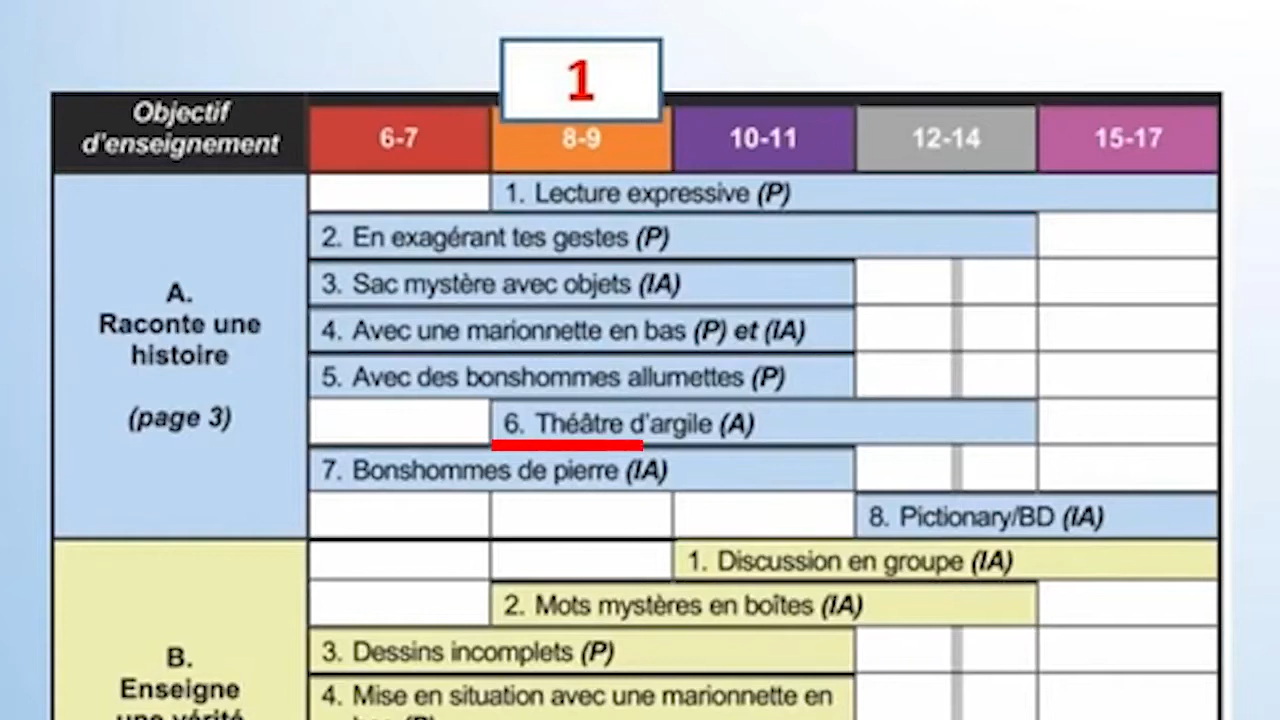 1
Objectif
d'enseignement
6-7
8-9
10-11
12-14
15-17
A.
Raconte une
histoire
(page 3)
1. Lecture expressive (P)
2. En exagérant tes gestes (P)
3. Sac mystère avec objets (IA)
4. Avec une marionnette en bas (P) et (IA)
5. Avec des bonshommes allumettes (P)
6. Théâtre d'argile (A)
7. Bonshommes de pierre (IA)
8. Pictionary/BD (IA)
B.
Enseigne
une vérité
1. Discussion en groupe (IA)
2. Mots mystères en boîtes (IA)
3. Dessins incomplets (P)
4. Mise en situation avec une marionnette en
bas (P)